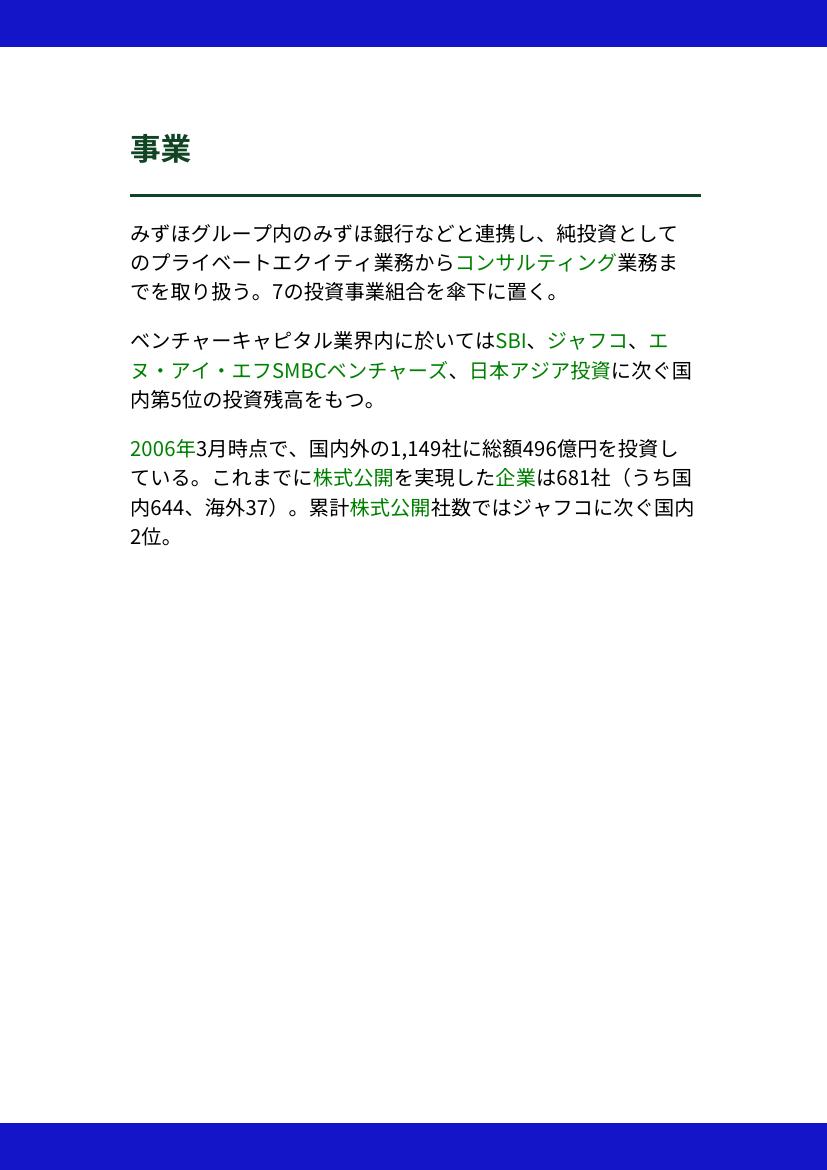 事業
みずほグループ内のみずほ銀行などと連携し、純投資として
のプライベートエクイティ業務からコンサルティング業務ま
でを取り扱う。7の投資事業組合を傘下に置く。
ベンチャーキャピタル業界内に於いてはSBI、ジャフコ、エ
ヌ・アイ・エフSMBCベンチャーズ、日本アジア投資に次ぐ国
内第5位の投資残高をもつ。
2006年3月時点で、国内外の1,149社に総額496億円を投資し
ている。これまでに株式公開を実現した企業は681社（うち国
内644、海外37）。累計株式公開社数ではジャフコに次ぐ国内
2位。